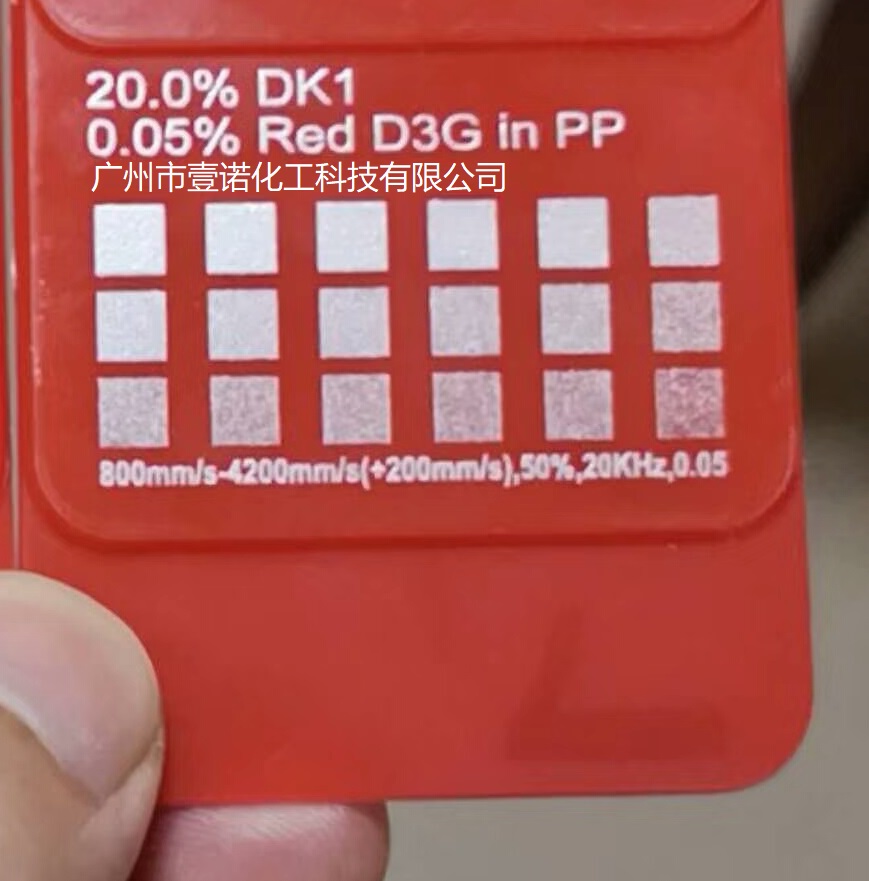 20.0% DK1
0.05% Red D3G in PP
广州市壹诺化工科技有限公司
800mm/s-4200mm/s(+200mm/s),50%,20KHz,0.05